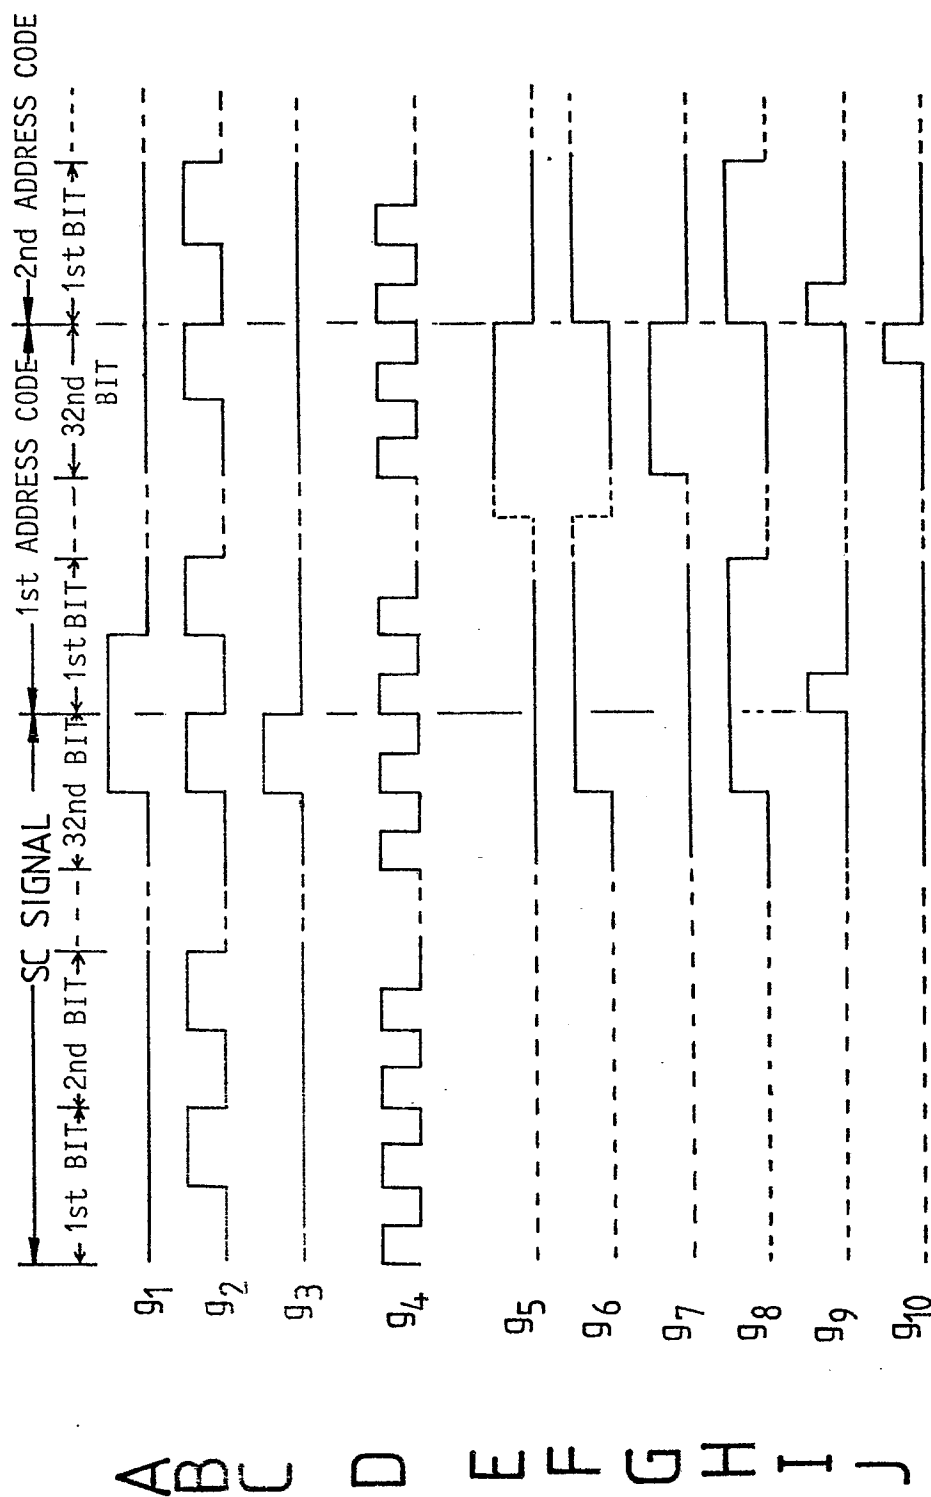 SC SIGNAL 1st ADDRESS CODE 2nd ADDRESS CODE
1st BIT 2nd BIT 32nd BIT 1st BIT 32nd BIT 1st BIT
A g1
B g2
C g3
D g4
E g5
F g6
G g7
H g8
I g9
J g10